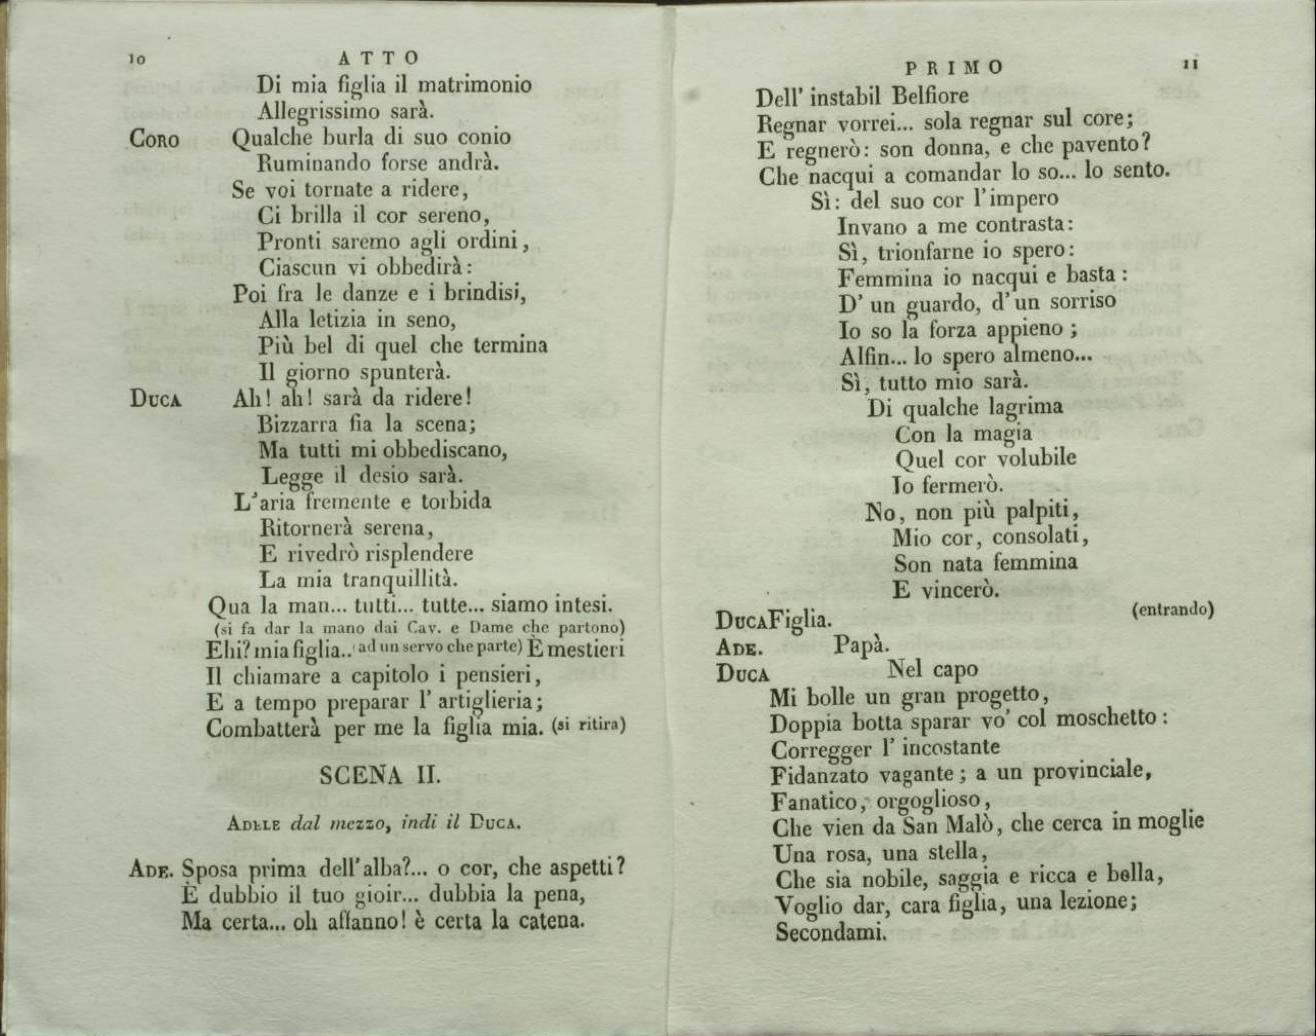 10
ATTO
Di mia figlia il matrimonio
Allegrissimo sarà.
CORO Qualche burla di suo conio
Ruminando forse andrà.
Se voi tornate a ridere,
Ci brilla il cor sereno,
Pronti saremo agli ordini,
Ciascun vi obbedirà:
Poi fra le danze e i brindisi,
Alla letizia in seno,
Più bel di quel che termina
Il giorno spunterà.
DUCA Ah! ah! sarà da ridere!
Bizzarra fia la scena;
Ma tutti mi obbediscano,
Legge il desio sarà.
L'aria fremente e torbida
Ritornerà serena,
E rivedrò risplendere
La mia tranquillità.
Qua la man... tutti... tutte... siamo intesi.
(si fa dar la mano dai Cav. e Dame che partono)
Ehi? mia figlia.. (ad un servo che parte) È mestieri
Il chiamare a capitolo i pensieri,
E a tempo preparar l'artiglieria;
Combatterà per me la figlia mia. (si ritira)
SCENA II.
ADELE dal mezzo, indi il DUCA.
ADE. Sposa prima dell'alba?... o cor, che aspetti?
È dubbio il tuo gioir... dubbia la pena,
Ma certa... oh affanno! è certa la catena.
PRIMO
11
Dell' instabil Belfiore
Regnar vorrei... sola regnar sul core;
E regnerò: son donna, e che pavento?
Che nacqui a comandar lo so... lo sento.
Sì: del suo cor l'impero
Invano a me contrasta:
Sì, trionfarne io spero:
Femmina io nacqui e basta:
D' un guardo, d'un sorriso
Io so la forza appieno;
Alfin... lo spero almeno...
Sì, tutto mio sarà.
Di qualche lagrima
Con la magia
Quel cor volubile
Io fermerò.
No, non più palpiti,
Mio cor, consolati,
Son nata femmina
E vincerò.
DUCA Figlia. (entrando)
ADE. Papà.
DUCA Nel capo
Mi bolle un gran progetto,
Doppia botta sparar vo' col moschetto:
Corregger l' incostante
Fidanzato vagante; a un provinciale,
Fanatico, orgoglioso,
Che vien da San Malò, che cerca in moglie
Una rosa, una stella,
Che sia nobile, saggia e ricca e bella,
Voglio dar, cara figlia, una lezione;
Secondami.